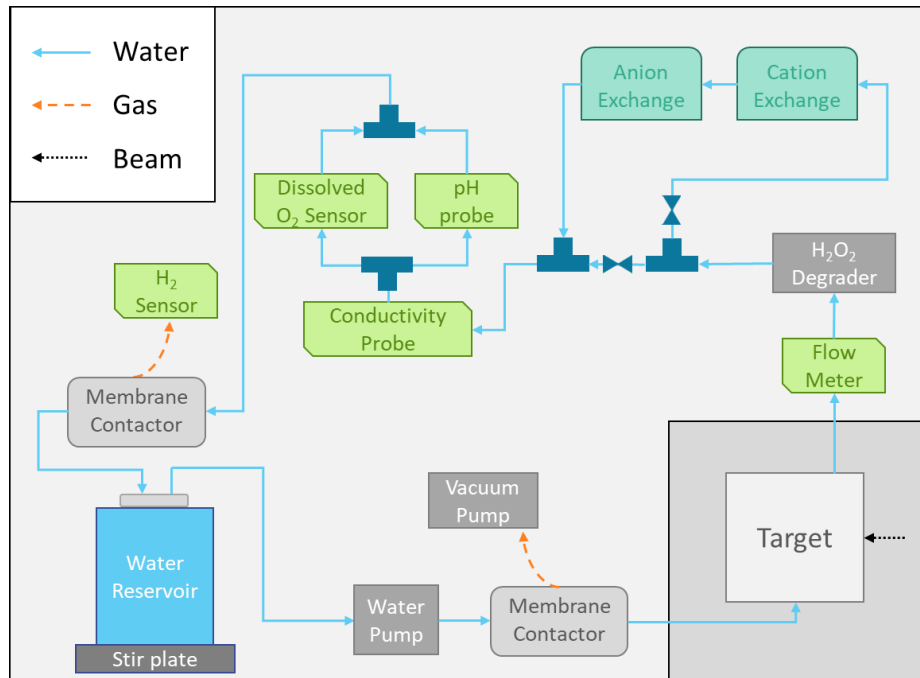 Water
Gas
Beam
Anion
Exchange
Cation
Exchange
Dissolved
O₂ Sensor
pH
probe
H₂O₂
Degrader
H₂
Sensor
Conductivity
Probe
Flow
Meter
Membrane
Contactor
Vacuum
Pump
Target
Water
Reservoir
Water
Pump
Membrane
Contactor
Stir plate